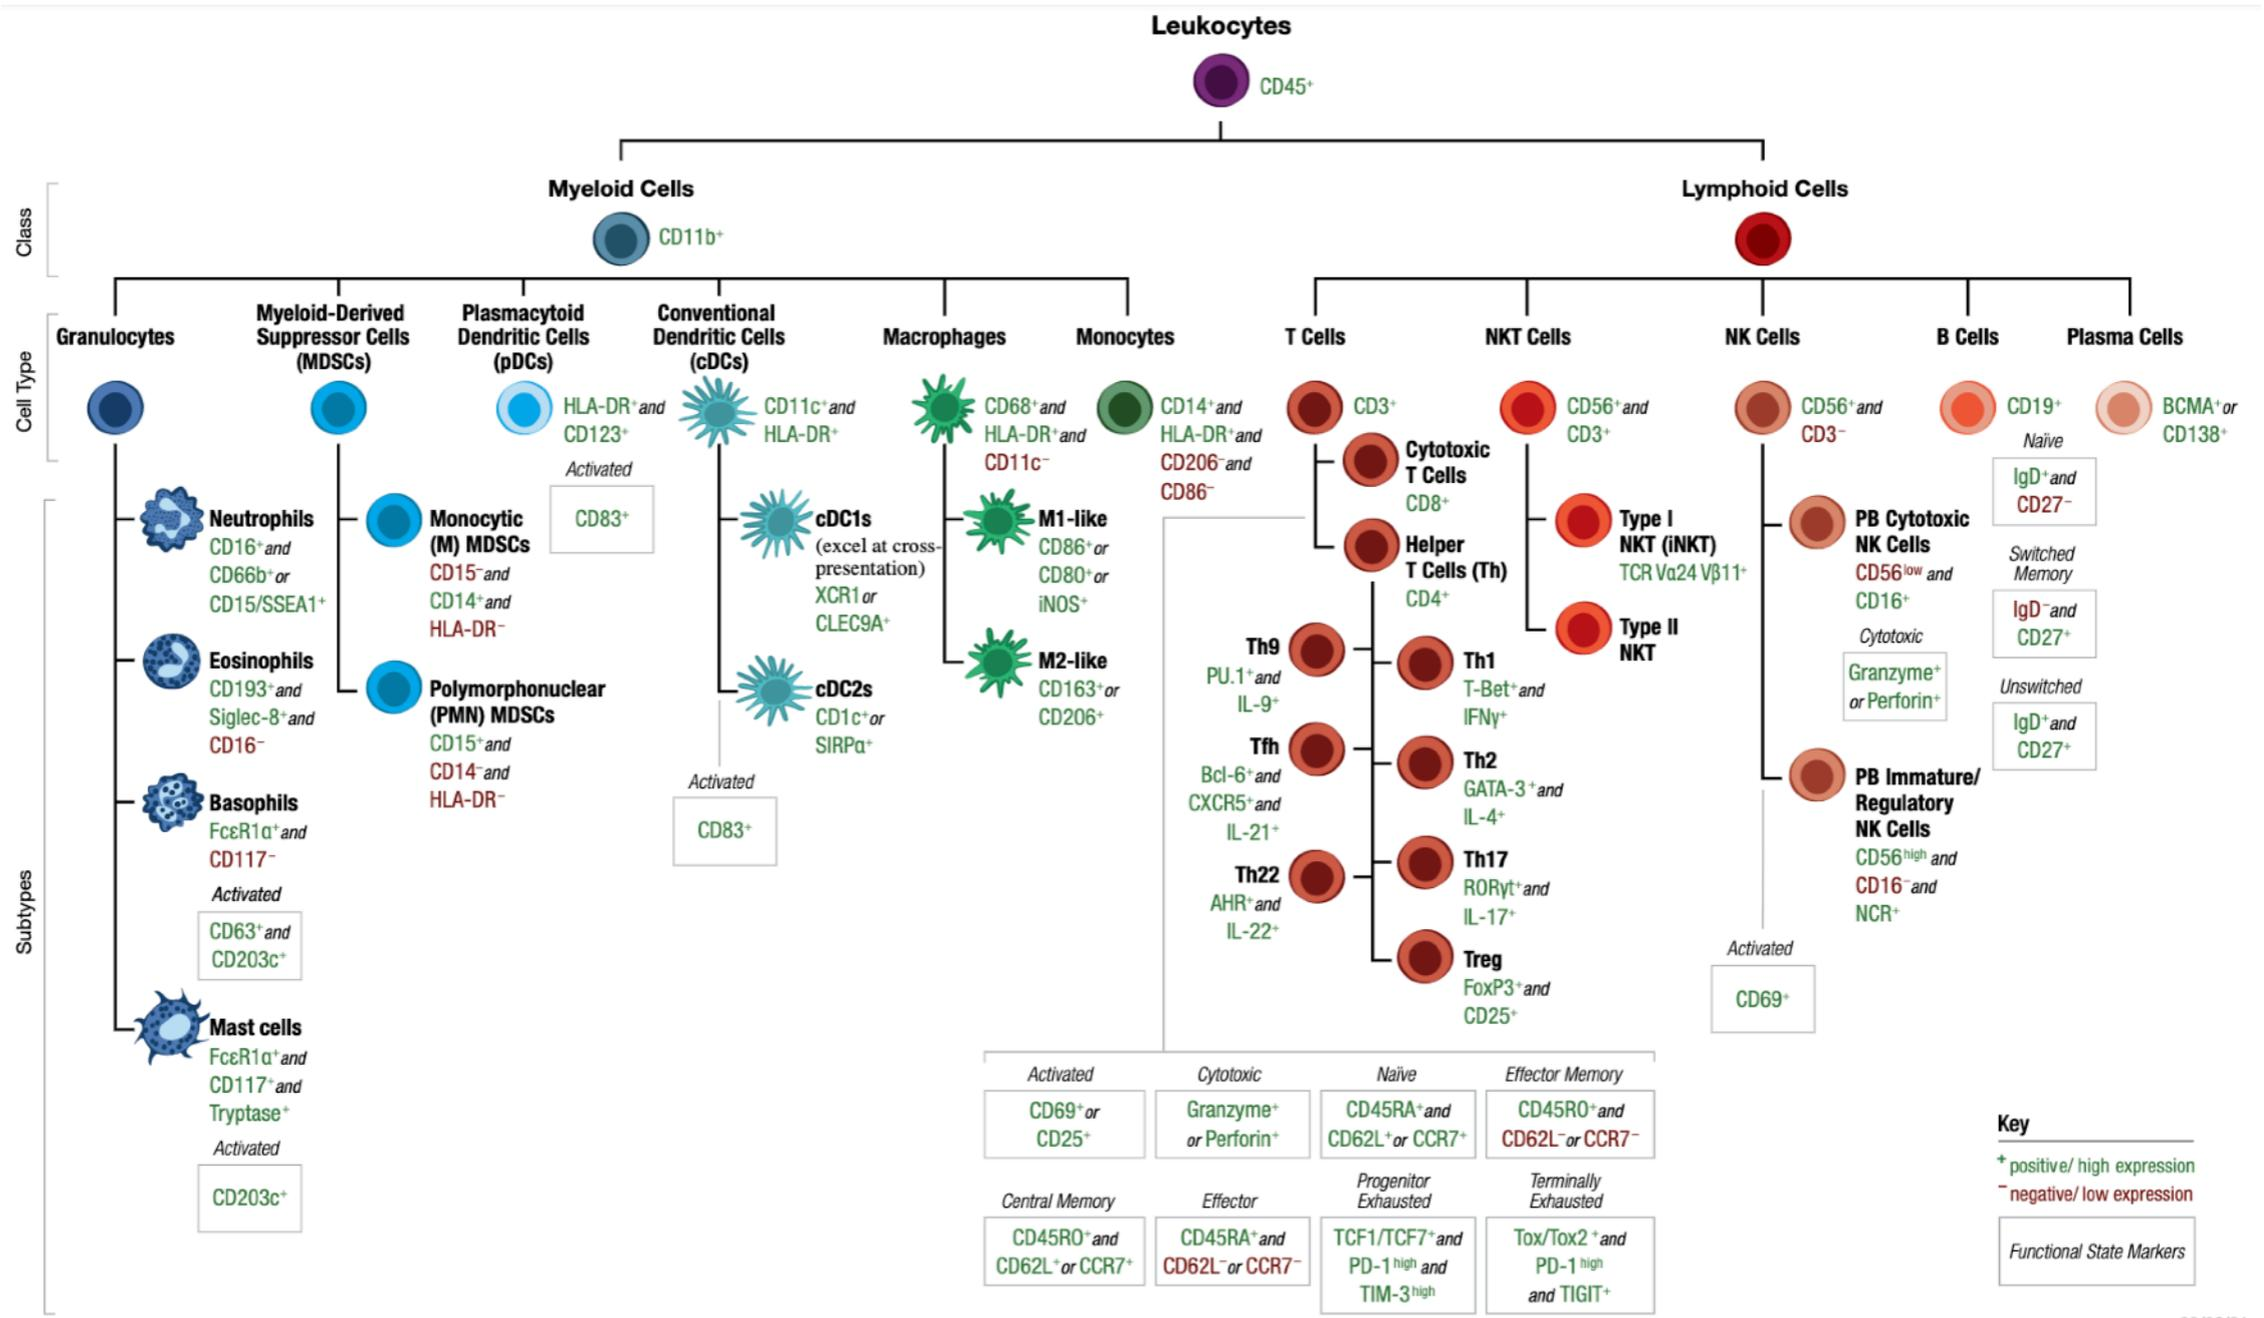 Leukocytes
CD45⁺
Myeloid Cells
CD11b⁺
Lymphoid Cells
Class
Cell Type
Subtypes
Granulocytes
Neutrophils
CD16⁺and
CD66b⁺or
CD15/SSEA1⁺
Eosinophils
CD193⁺and
Siglec-8⁺and
CD16⁻
Basophils
FcεR1α⁺and
CD117⁻
Activated
CD63⁺and
CD203c⁺
Mast cells
FcεR1α⁺and
CD117⁺and
Tryptase⁺
Activated
CD203c⁺
Myeloid-Derived
Suppressor Cells
(MDSCs)
Monocytic
(M) MDSCs
CD15⁻and
CD14⁺and
HLA-DR⁻
Polymorphonuclear
(PMN) MDSCs
CD15⁺and
CD14⁻and
HLA-DR⁻
Plasmacytoid
Dendritic Cells
(pDCs)
HLA-DR⁺and
CD123⁺
Activated
CD83⁺
Conventional
Dendritic Cells
(cDCs)
CD11c⁺and
HLA-DR⁺
cDC1s
(excel at cross-
presentation)
XCR1or
CLEC9A⁺
cDC2s
CD1c⁺or
SIRPα⁺
Activated
CD83⁺
Macrophages
CD68⁺and
HLA-DR⁺and
CD11c⁻
M1-like
CD86⁺or
CD80⁺or
iNOS⁺
M2-like
CD163⁺or
CD206⁺
Monocytes
CD14⁺and
HLA-DR⁺and
CD206⁻and
CD86⁻
T Cells
CD3⁺
Cytotoxic
T Cells
CD8⁺
Helper
T Cells (Th)
CD4⁺
Th9
PU.1⁺and
IL-9⁺
Tfh
Bcl-6⁺and
CXCR5⁺and
IL-21⁺
Th22
AHR⁺and
IL-22⁺
Th1
T-Bet⁺and
IFNγ⁺
Th2
GATA-3⁺and
IL-4⁺
Th17
RORγt⁺and
IL-17⁺
Treg
FoxP3⁺and
CD25⁺
Activated
CD69⁺or
CD25⁺
Cytotoxic
Granzyme⁺
or Perforin⁺
Naïve
CD45RA⁺and
CD62L⁺or CCR7⁺
Effector Memory
CD45RO⁺and
CD62L⁻or CCR7⁻
Central Memory
CD45RO⁺and
CD62L⁺or CCR7⁺
Effector
CD45RA⁺and
CD62L⁻or CCR7⁻
Progenitor
Exhausted
TCF1/TCF7⁺and
PD-1ʰⁱᵍʰ and
TIM-3ʰⁱᵍʰ
Terminally
Exhausted
Tox/Tox2⁺and
PD-1ʰⁱᵍʰ
and TIGIT⁺
NKT Cells
CD56⁺and
CD3⁺
Type I
NKT (iNKT)
TCR Vα24 Vβ11⁺
Type II
NKT
NK Cells
CD56⁺and
CD3⁻
PB Cytotoxic
NK Cells
CD56ˡᵒʷ and
CD16⁺
Cytotoxic
Granzyme⁺
or Perforin⁺
PB Immature/
Regulatory
NK Cells
CD56ʰⁱᵍʰ and
CD16⁻and
NCR⁺
Activated
CD69⁺
B Cells
CD19⁺
Naïve
IgD⁺and
CD27⁻
Switched
Memory
IgD⁻and
CD27⁺
Unswitched
IgD⁺and
CD27⁺
Plasma Cells
BCMA⁺or
CD138⁺
Key
⁺positive/ high expression
⁻negative/ low expression
Functional State Markers